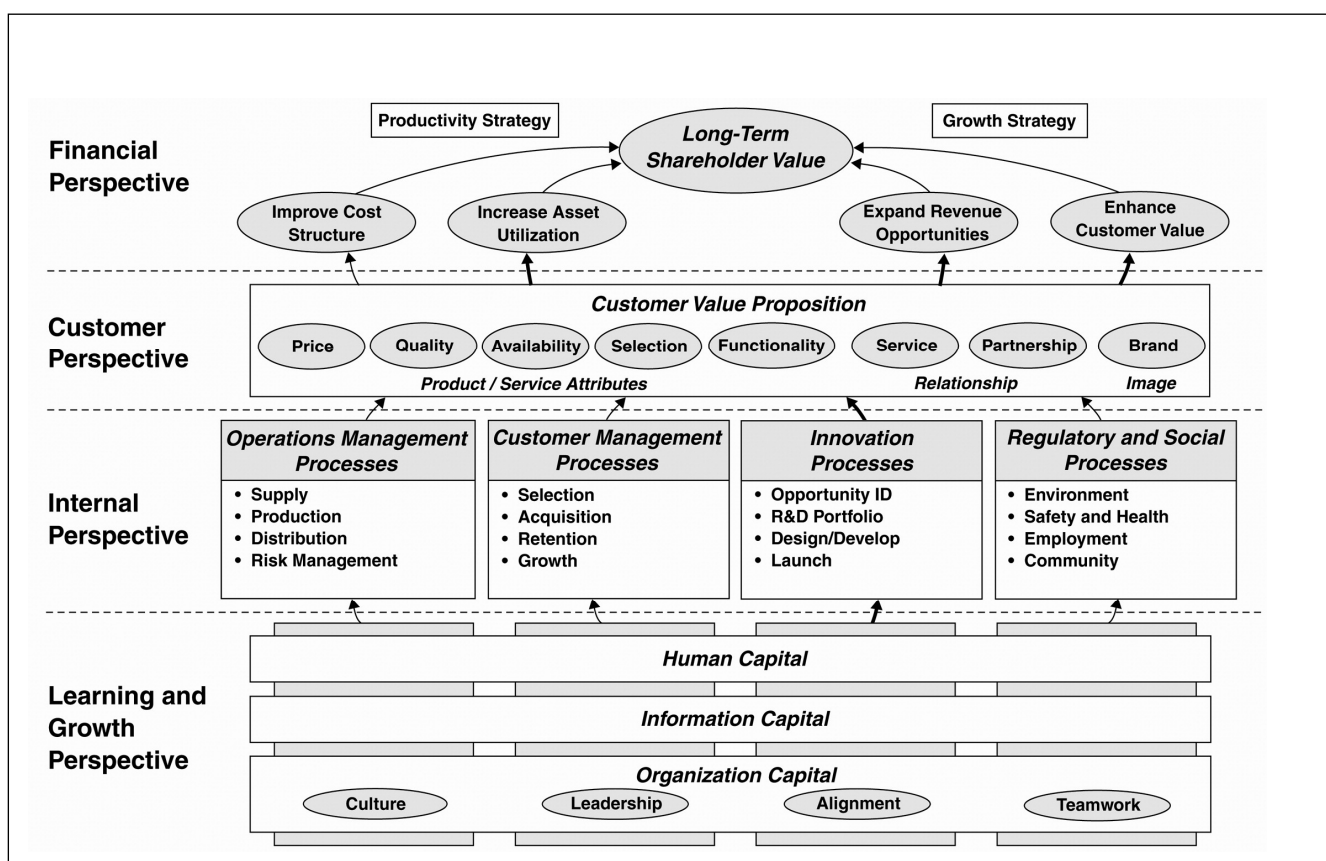 Productivity Strategy
Growth Strategy
Long-Term
Shareholder Value
Financial
Perspective
Improve Cost
Structure
Increase Asset
Utilization
Expand Revenue
Opportunities
Enhance
Customer Value
Customer
Perspective
Customer Value Proposition
Price
Quality
Availability
Selection
Functionality
Service
Partnership
Brand
Product / Service Attributes
Relationship
Image
Internal
Perspective
Operations Management
Processes
• Supply
• Production
• Distribution
• Risk Management
Customer Management
Processes
• Selection
• Acquisition
• Retention
• Growth
Innovation
Processes
• Opportunity ID
• R&D Portfolio
• Design/Develop
• Launch
Regulatory and Social
Processes
• Environment
• Safety and Health
• Employment
• Community
Learning and
Growth
Perspective
Human Capital
Information Capital
Organization Capital
Culture
Leadership
Alignment
Teamwork